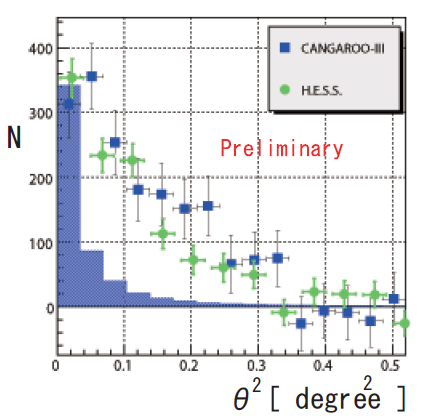 400
300
200
100
0
N
CANGAROO-III
H.E.S.S.
Preliminary
0 0.1 0.2 0.3 0.4 0.5
θ² [ degree² ]